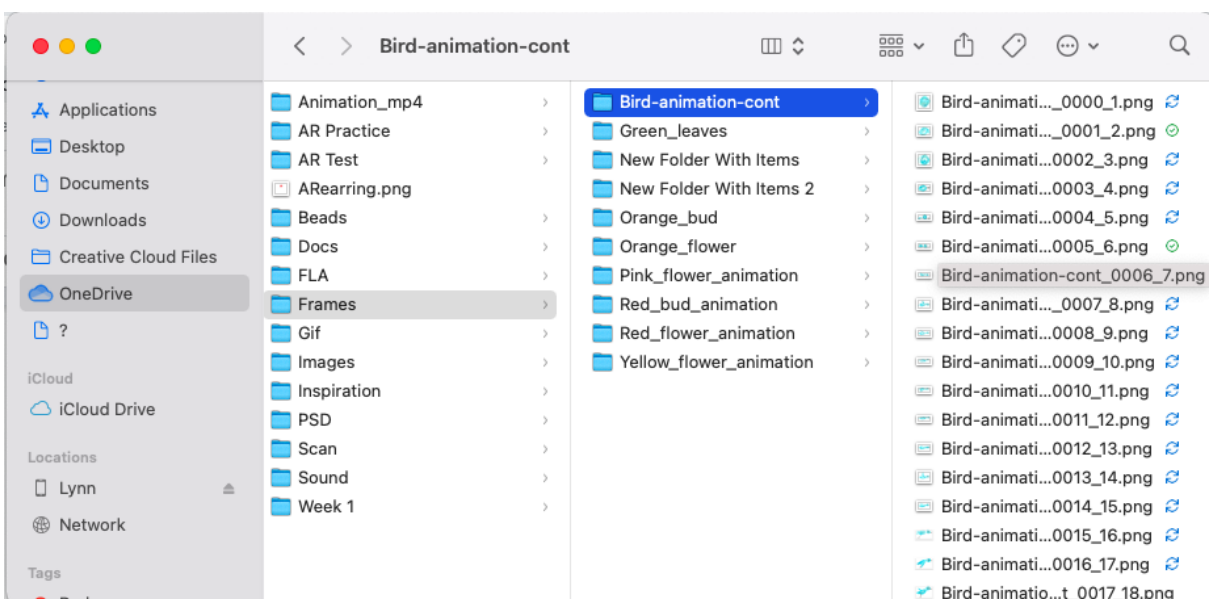 Bird-animation-cont
Applications
Desktop
Documents
Downloads
Creative Cloud Files
OneDrive
?
iCloud
iCloud Drive
Locations
Lynn
Network
Tags
Animation_mp4
AR Practice
AR Test
ARearring.png
Beads
Docs
FLA
Frames
Gif
Images
Inspiration
PSD
Scan
Sound
Week 1
Bird-animation-cont
Green_leaves
New Folder With Items
New Folder With Items 2
Orange_bud
Orange_flower
Pink_flower_animation
Red_bud_animation
Red_flower_animation
Yellow_flower_animation
Bird-animati..._0000_1.png
Bird-animati..._0001_2.png
Bird-animati...0002_3.png
Bird-animati...0003_4.png
Bird-animati...0004_5.png
Bird-animati...0005_6.png
Bird-animation-cont_0006_7.png
Bird-animati..._0007_8.png
Bird-animati...0008_9.png
Bird-animati...0009_10.png
Bird-animati...0010_11.png
Bird-animati...0011_12.png
Bird-animati...0012_13.png
Bird-animati...0013_14.png
Bird-animati...0014_15.png
Bird-animati...0015_16.png
Bird-animati...0016_17.png
Bird-animatio...t_0017_18.png